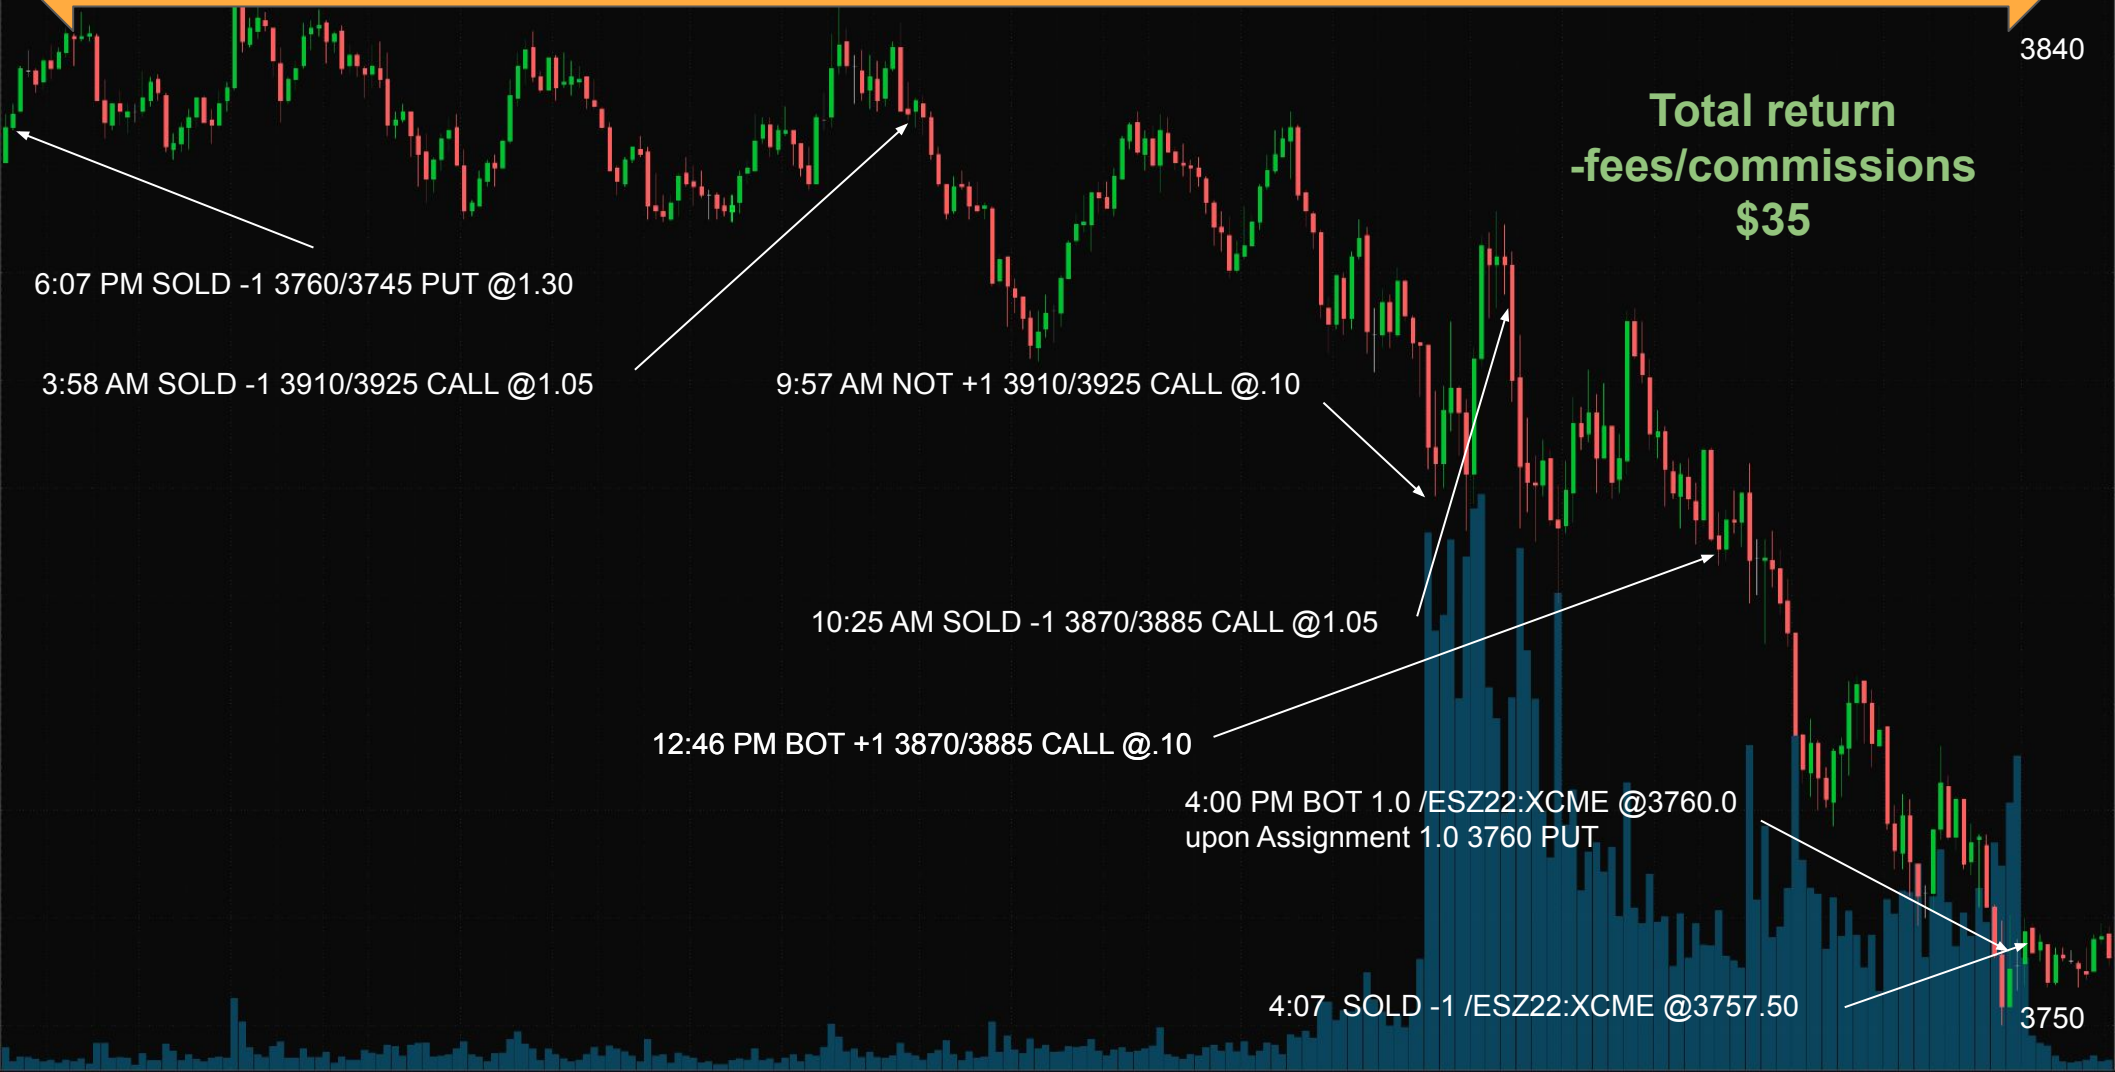 3840
Total return
-fees/commissions
$35
6:07 PM SOLD -1 3760/3745 PUT @1.30
3:58 AM SOLD -1 3910/3925 CALL @1.05
9:57 AM NOT +1 3910/3925 CALL @.10
10:25 AM SOLD -1 3870/3885 CALL @1.05
12:46 PM BOT +1 3870/3885 CALL @.10
4:00 PM BOT 1.0 /ESZ22:XCME @3760.0
upon Assignment 1.0 3760 PUT
4:07 SOLD -1 /ESZ22:XCME @3757.50
3750